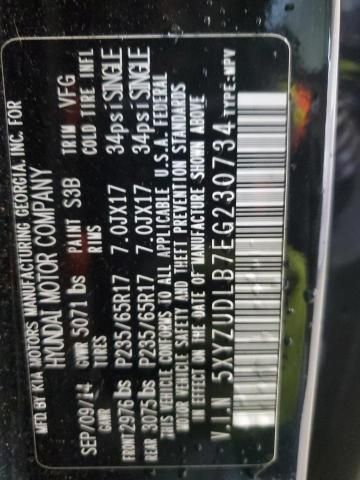 BY KIA MOTORS MANUFACTURING GEORGIA, INC. FOR
HYUNDAI MOTOR COMPANY
SEP/09/14 GVWR 5071 lbs PAINT S3B TRIM VFG
GAWR TIRES RIMS COLD TIRE INFL
FRONT 2976 lbs P235/65R17 7.0JX17 34psi SINGLE
REAR 3075 lbs P235/65R17 7.0JX17 34psi SINGLE
THIS VEHICLE CONFORMS TO ALL APPLICABLE U.S.A. FEDERAL
MOTOR VEHICLE SAFETY AND THEFT PREVENTION STANDARDS
IN EFFECT ON THE DATE OF MANUFACTURE SHOWN ABOVE
V.I.N 5XYZUDLB7EG230734 TYPE:MPV